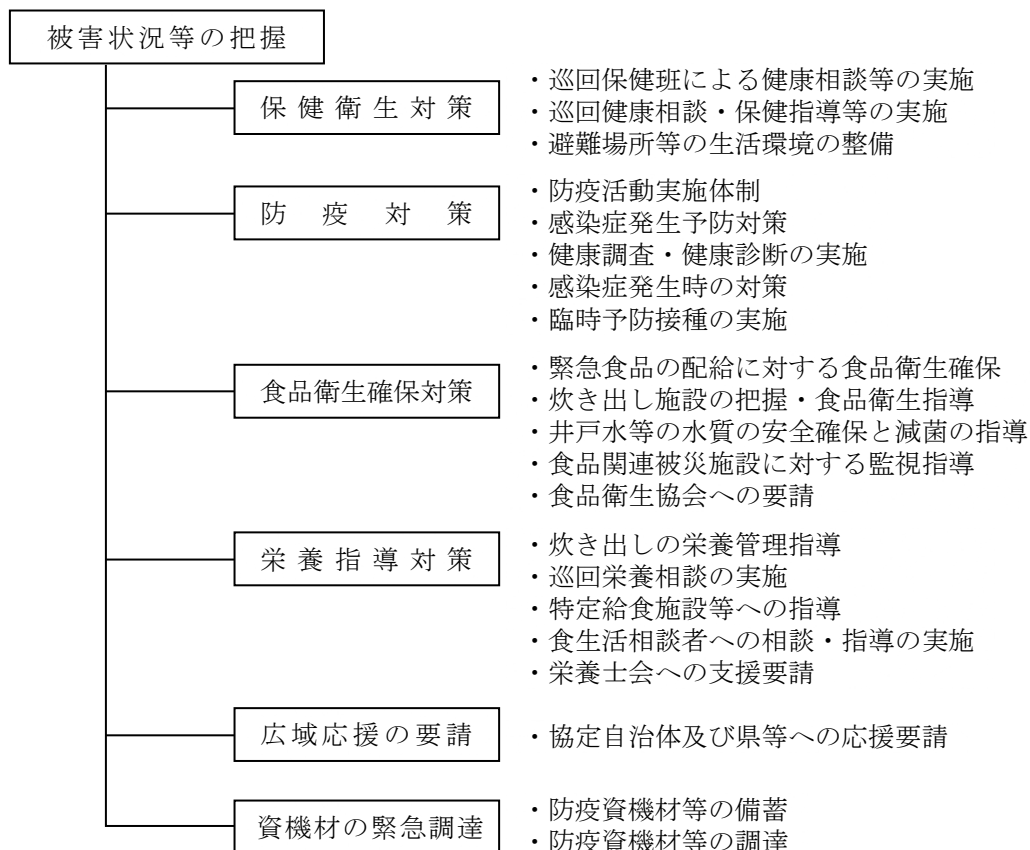 被害状況等の把握
保健衛生対策
・巡回保健班による健康相談等の実施
・巡回健康相談・保健指導等の実施
・避難場所等の生活環境の整備
防疫対策
・防疫活動実施体制
・感染症発生予防対策
・健康調査・健康診断の実施
・感染症発生時の対策
・臨時予防接種の実施
食品衛生確保対策
・緊急食品の配給に対する食品衛生確保
・炊き出し施設の把握・食品衛生指導
・井戸水等の水質の安全確保と減菌の指導
・食品関連被災施設に対する監視指導
・食品衛生協会への要請
栄養指導対策
・炊き出しの栄養管理指導
・巡回栄養相談の実施
・特定給食施設等への指導
・食生活相談者への相談・指導の実施
・栄養士会への支援要請
広域応援の要請
・協定自治体及び県等への応援要請
資機材の緊急調達
・防疫資機材等の備蓄
・防疫資機材等の調達